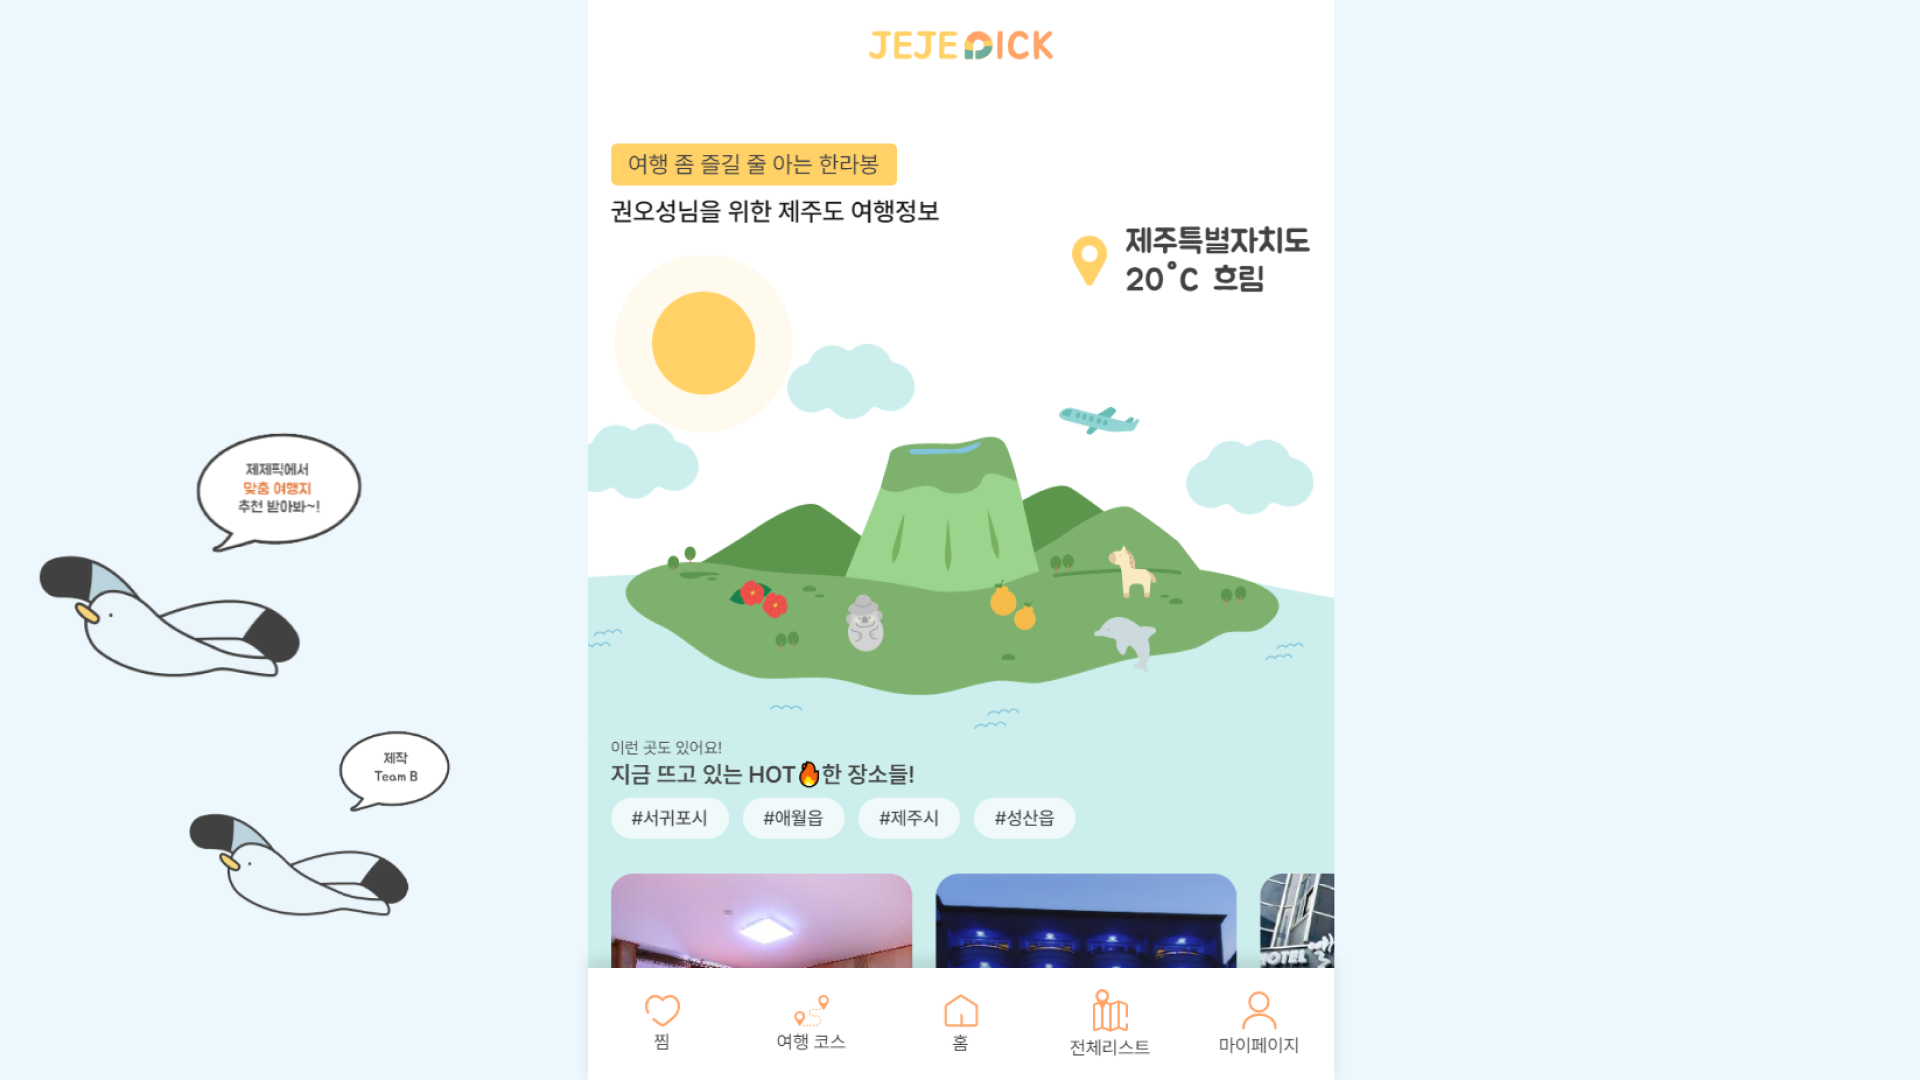 JEJEPICK
여행 좀 즐길 줄 아는 한라봉
권오성님을 위한 제주도 여행정보
제주특별자치도
20°C 흐림
제제픽에서
맞춤 여행지
추천 받아봐~!
제작
Team B
이런 곳도 있어요!
지금 뜨고 있는 HOT🔥한 장소들!
#서귀포시 #애월읍 #제주시 #성산읍
HOTEL
찜
여행 코스
홈
전체리스트
마이페이지